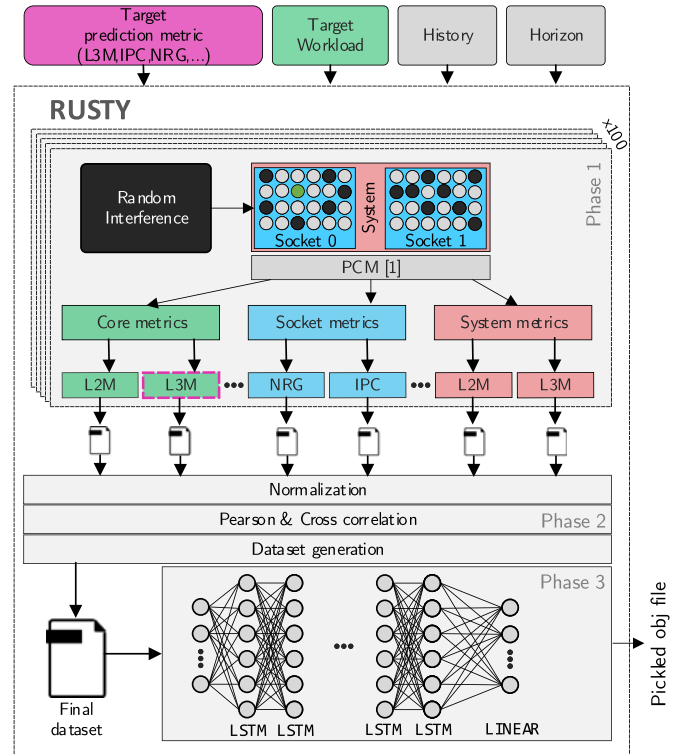 Target
prediction metric
(L3M,IPC,NRG,...)
Target
Workload
History
Horizon
RUSTY
x100
Phase 1
Random
Interference
System
Socket 0
Socket 1
PCM [1]
Core metrics
Socket metrics
System metrics
L2M
L3M
NRG
IPC
L2M
L3M
Normalization
Pearson & Cross correlation
Phase 2
Dataset generation
Phase 3
Final
dataset
LSTM LSTM
LSTM LSTM
LINEAR
Pickled obj file